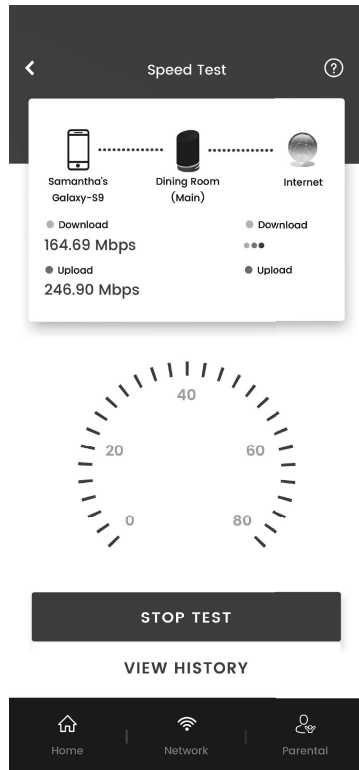 Speed Test
?
Samantha's
Galaxy-S9
Dining Room
(Main)
Internet
Download
164.69 Mbps
Upload
246.90 Mbps
Download
Upload
40
20
60
0
80
STOP TEST
VIEW HISTORY
Home
Network
Parental